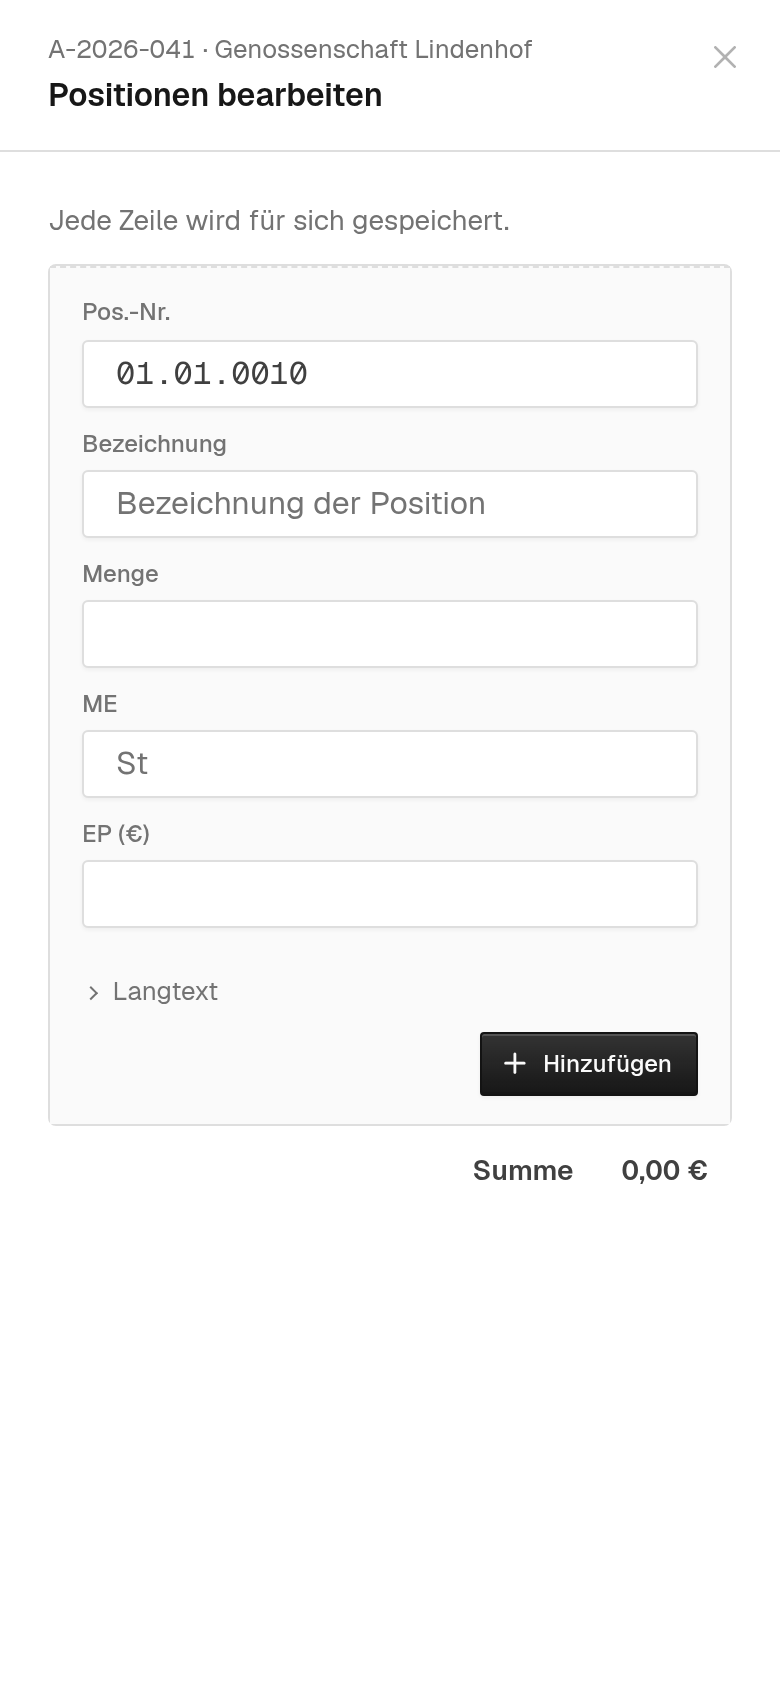 A-2026-041 · Genossenschaft Lindenhof
Positionen bearbeiten
Jede Zeile wird für sich gespeichert.
Pos.-Nr.
01.01.0010
Bezeichnung
Bezeichnung der Position
Menge
ME
St
EP (€)
Langtext
Hinzufügen
Summe 0,00 €